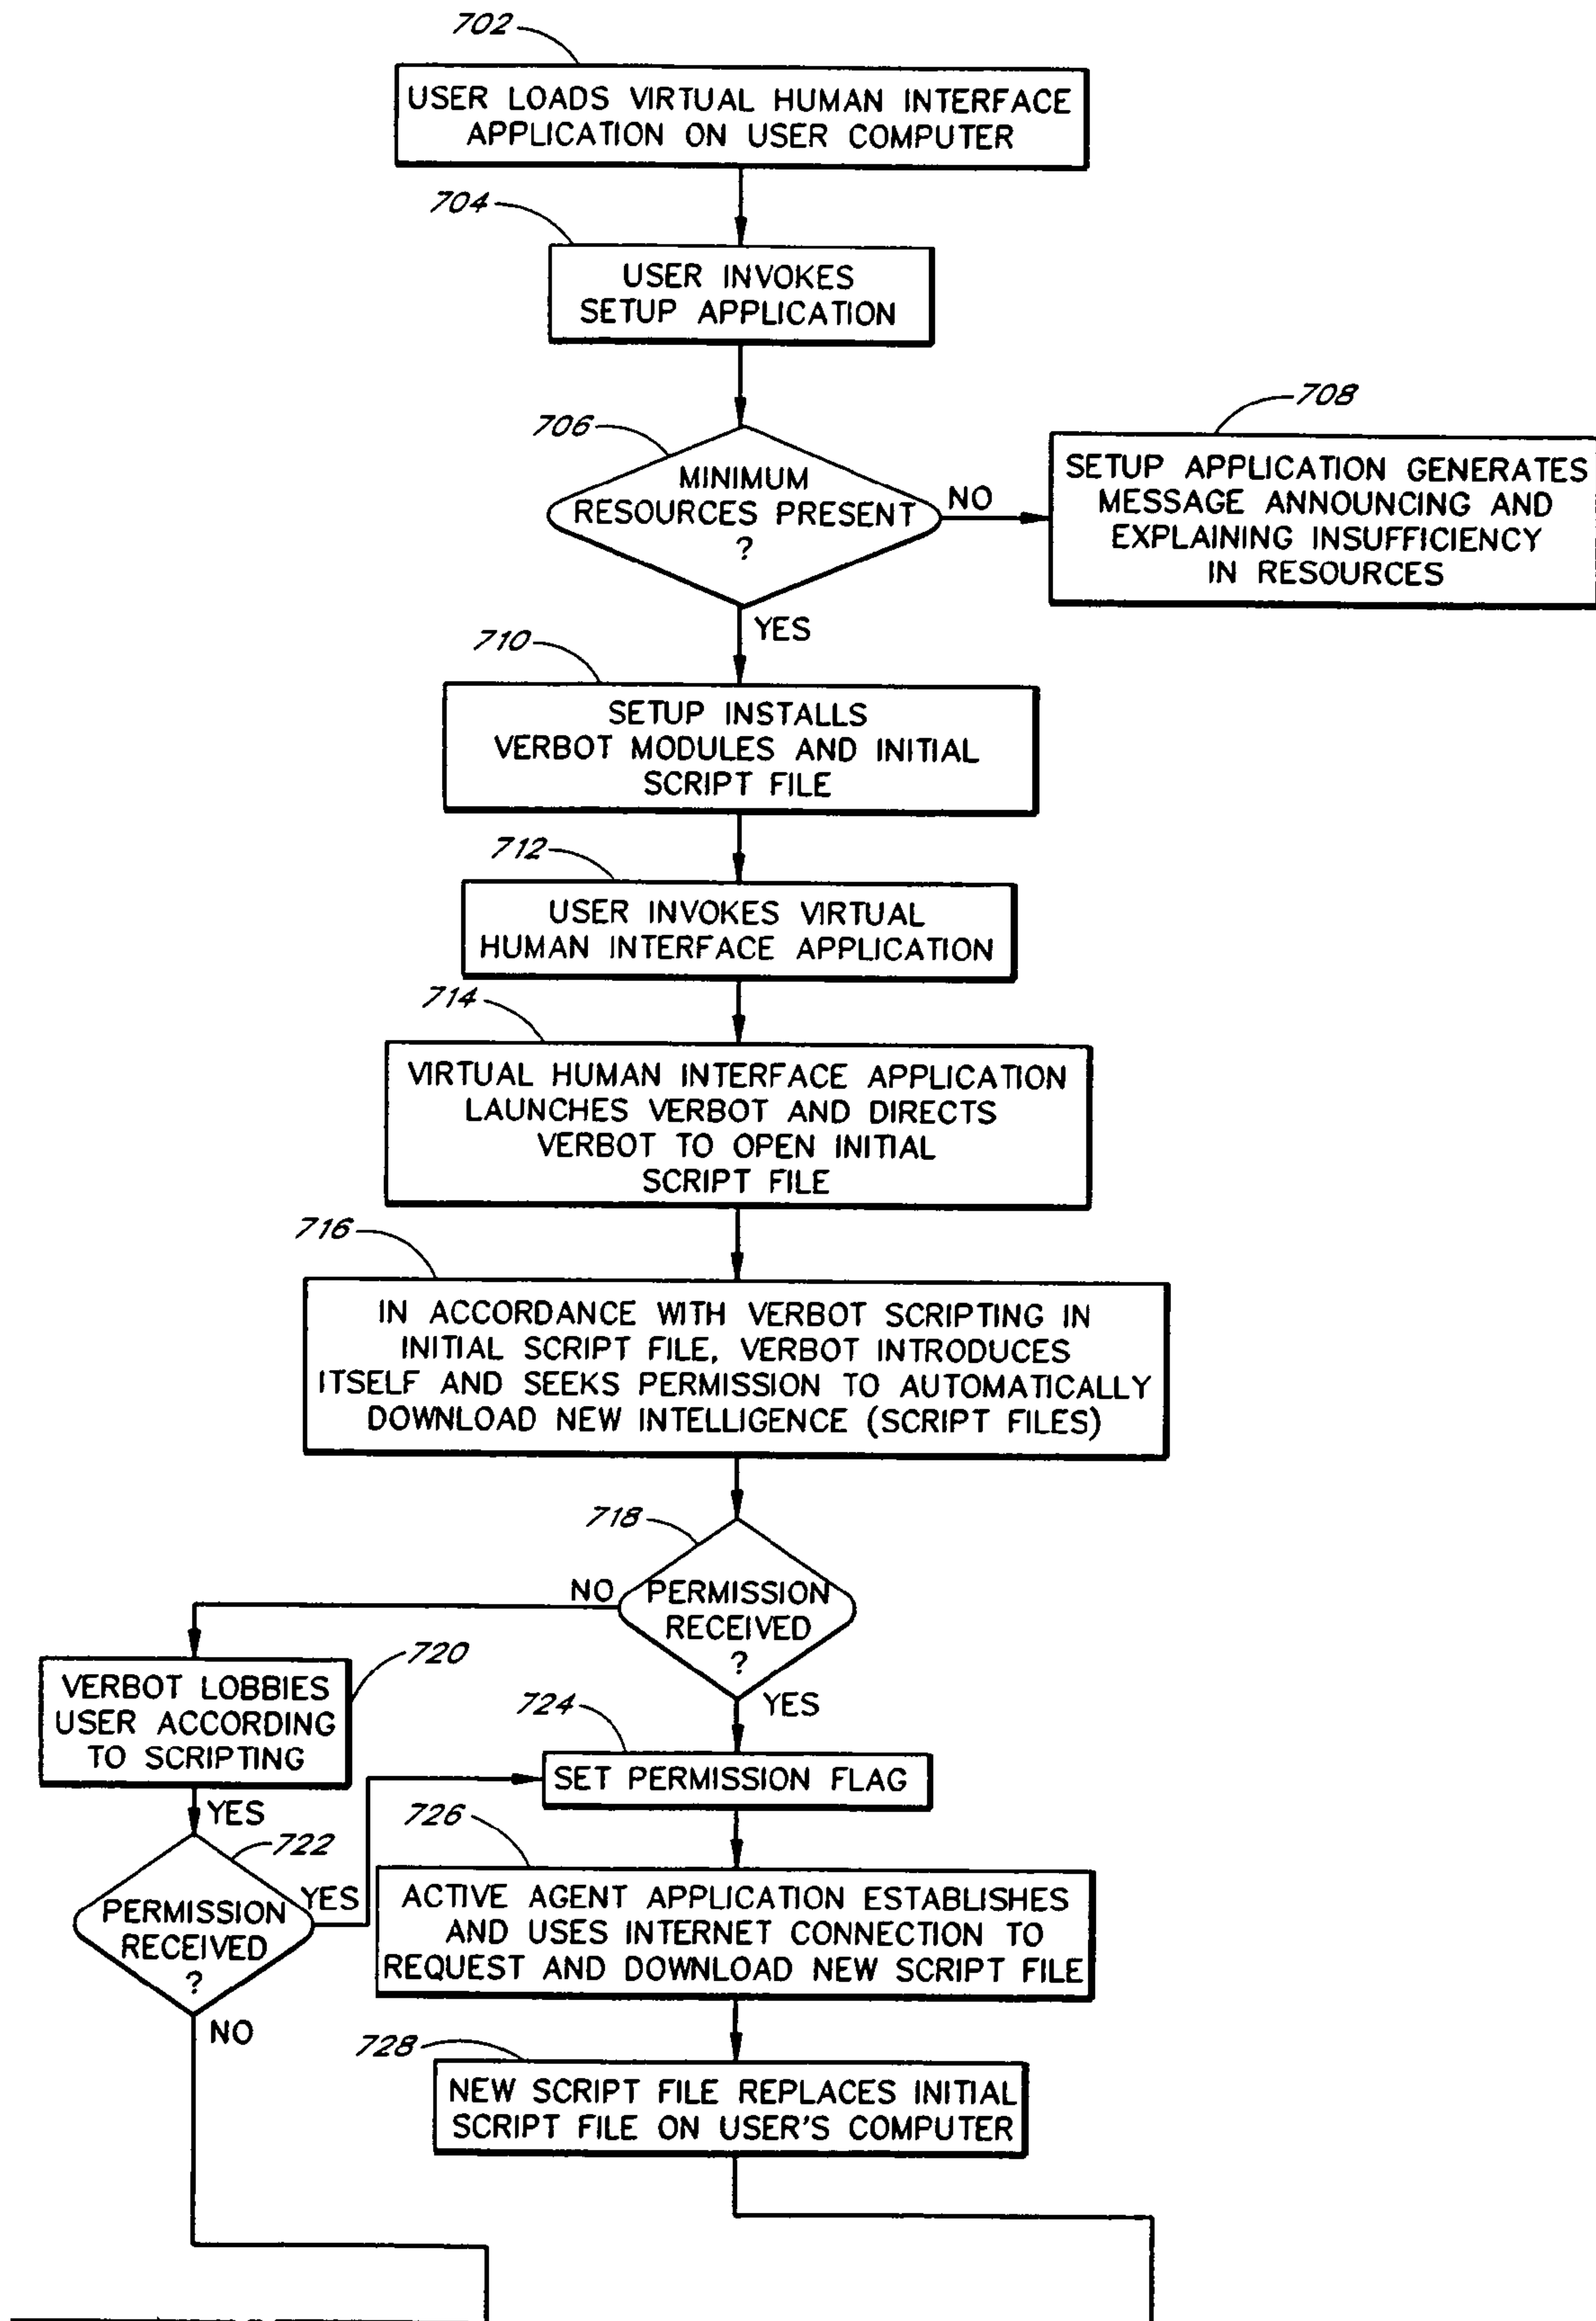 702
USER LOADS VIRTUAL HUMAN INTERFACE
APPLICATION ON USER COMPUTER
704
USER INVOKES
SETUP APPLICATION
706
MINIMUM
RESOURCES PRESENT
?
NO
708
SETUP APPLICATION GENERATES
MESSAGE ANNOUNCING AND
EXPLAINING INSUFFICIENCY
IN RESOURCES
YES
710
SETUP INSTALLS
VERBOT MODULES AND INITIAL
SCRIPT FILE
712
USER INVOKES VIRTUAL
HUMAN INTERFACE APPLICATION
714
VIRTUAL HUMAN INTERFACE APPLICATION
LAUNCHES VERBOT AND DIRECTS
VERBOT TO OPEN INITIAL
SCRIPT FILE
716
IN ACCORDANCE WITH VERBOT SCRIPTING IN
INITIAL SCRIPT FILE, VERBOT INTRODUCES
ITSELF AND SEEKS PERMISSION TO AUTOMATICALLY
DOWNLOAD NEW INTELLIGENCE (SCRIPT FILES)
718
PERMISSION
RECEIVED
?
NO
720
VERBOT LOBBIES
USER ACCORDING
TO SCRIPTING
YES
722
PERMISSION
RECEIVED
?
YES
NO
YES
724
SET PERMISSION FLAG
726
ACTIVE AGENT APPLICATION ESTABLISHES
AND USES INTERNET CONNECTION TO
REQUEST AND DOWNLOAD NEW SCRIPT FILE
728
NEW SCRIPT FILE REPLACES INITIAL
SCRIPT FILE ON USER'S COMPUTER